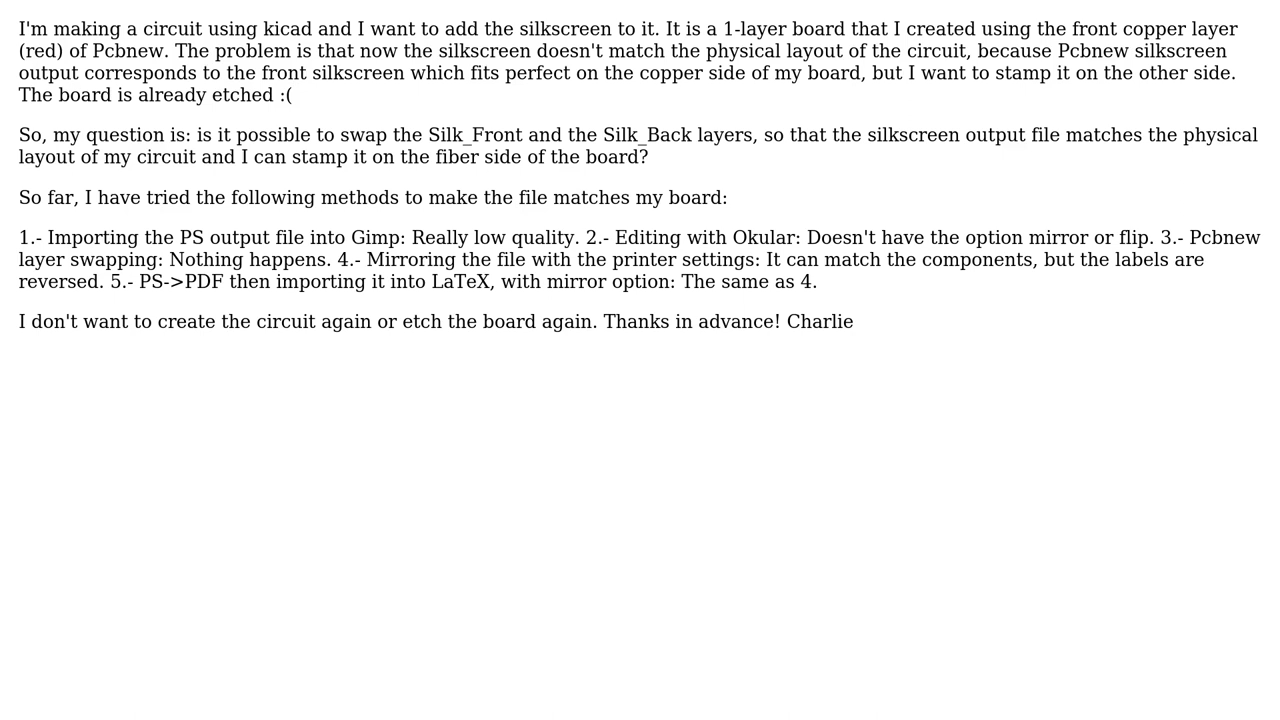 I'm making a circuit using kicad and I want to add the silkscreen to it. It is a 1-layer board that I created using the front copper layer
(red) of Pcbnew. The problem is that now the silkscreen doesn't match the physical layout of the circuit, because Pcbnew silkscreen
output corresponds to the front silkscreen which fits perfect on the copper side of my board, but I want to stamp it on the other side.
The board is already etched :(
So, my question is: is it possible to swap the Silk_Front and the Silk_Back layers, so that the silkscreen output file matches the physical
layout of my circuit and I can stamp it on the fiber side of the board?
So far, I have tried the following methods to make the file matches my board:
1.- Importing the PS output file into Gimp: Really low quality. 2.- Editing with Okular: Doesn't have the option mirror or flip. 3.- Pcbnew
layer swapping: Nothing happens. 4.- Mirroring the file with the printer settings: It can match the components, but the labels are
reversed. 5.- PS->PDF then importing it into LaTeX, with mirror option: The same as 4.
I don't want to create the circuit again or etch the board again. Thanks in advance! Charlie